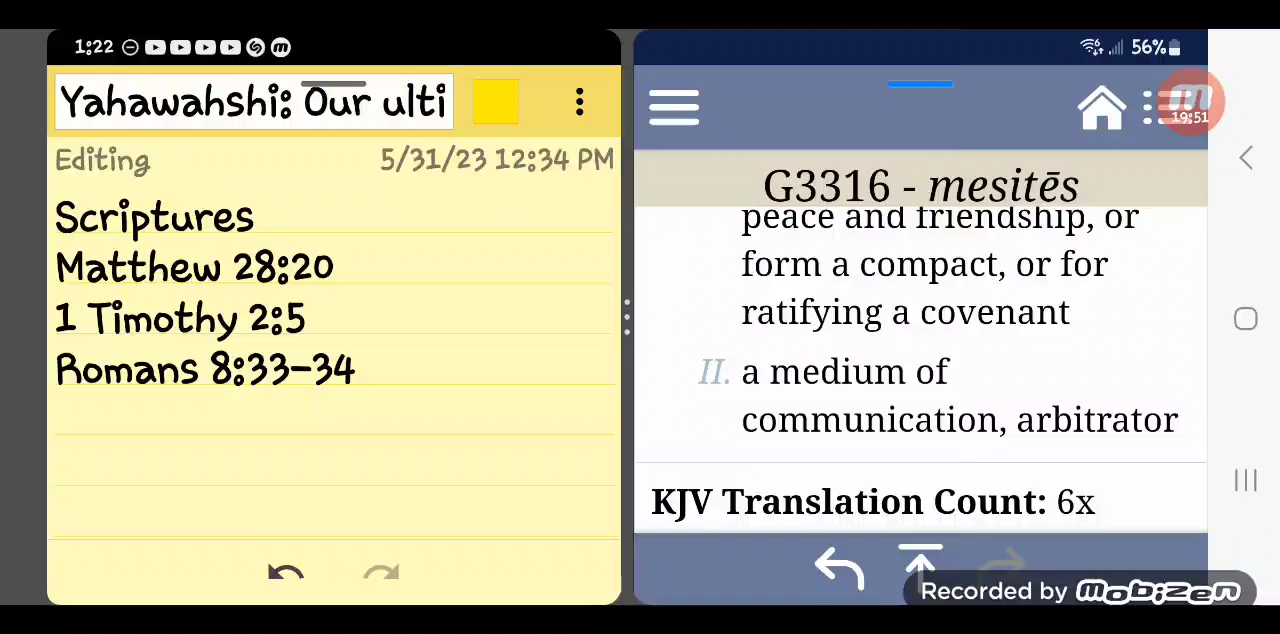 1:22
56%
Yahawahshi: Our ulti
19:51
Editing
5/31/23 12:34 PM
Scriptures
Matthew 28:20
1 Timothy 2:5
Romans 8:33-34
G3316 - mesitēs
peace and friendship, or
form a compact, or for
ratifying a covenant
II. a medium of
communication, arbitrator
KJV Translation Count: 6x
Recorded by Mobizen